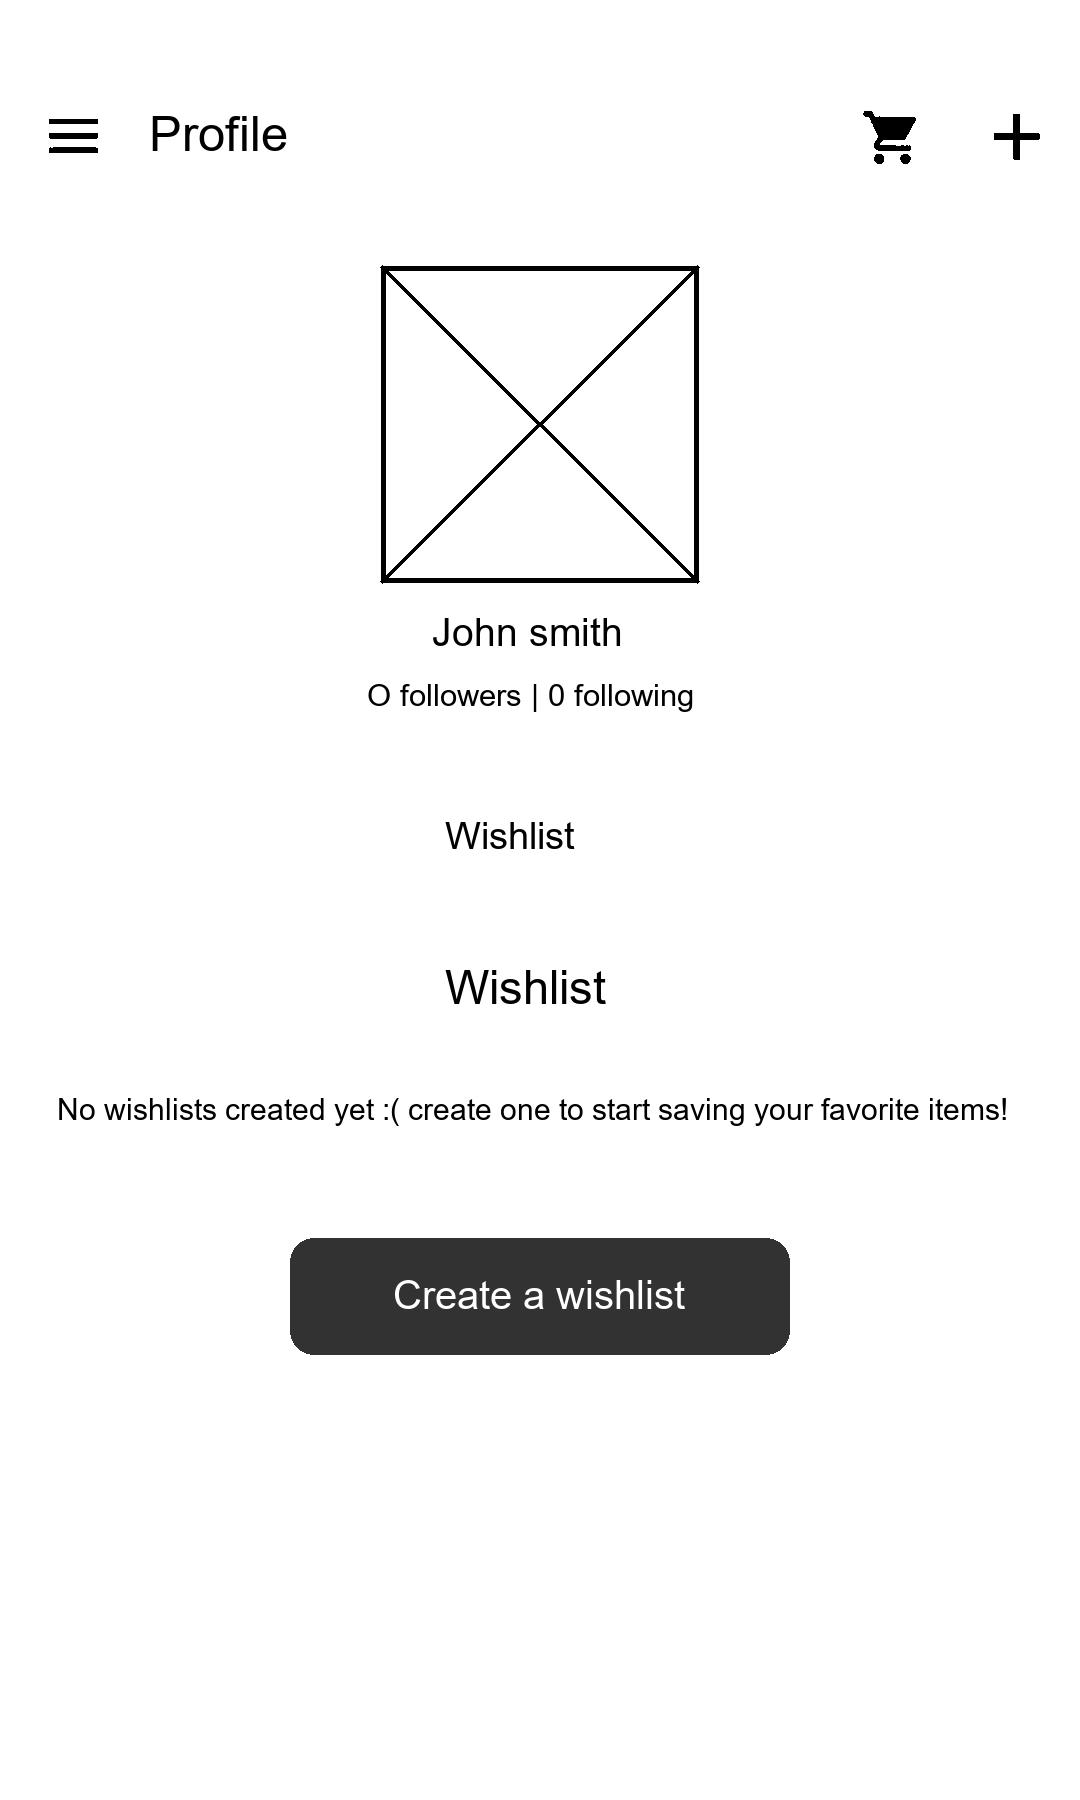 Profile
John smith
O followers | 0 following
Wishlist
Wishlist
No wishlists created yet :( create one to start saving your favorite items!
Create a wishlist